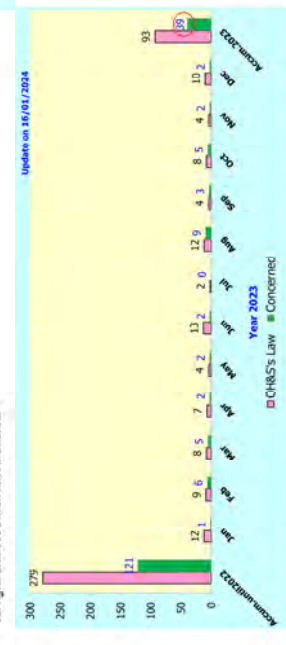 Update on 16/01/2024
300
250
200
150
100
50
0
279
121
12 1
9 6
8 5
7 2
4 2
13 2
2 0
12 9
4 3
8 5
4 2
10 2
93
39
Accum.until2022
Jan
Feb
Mar
Apr
May
Jun
Jul
Aug
Sep
Oct
Nov
Dec
Accum.2023
Year 2023
OH&S's Law
Concerned